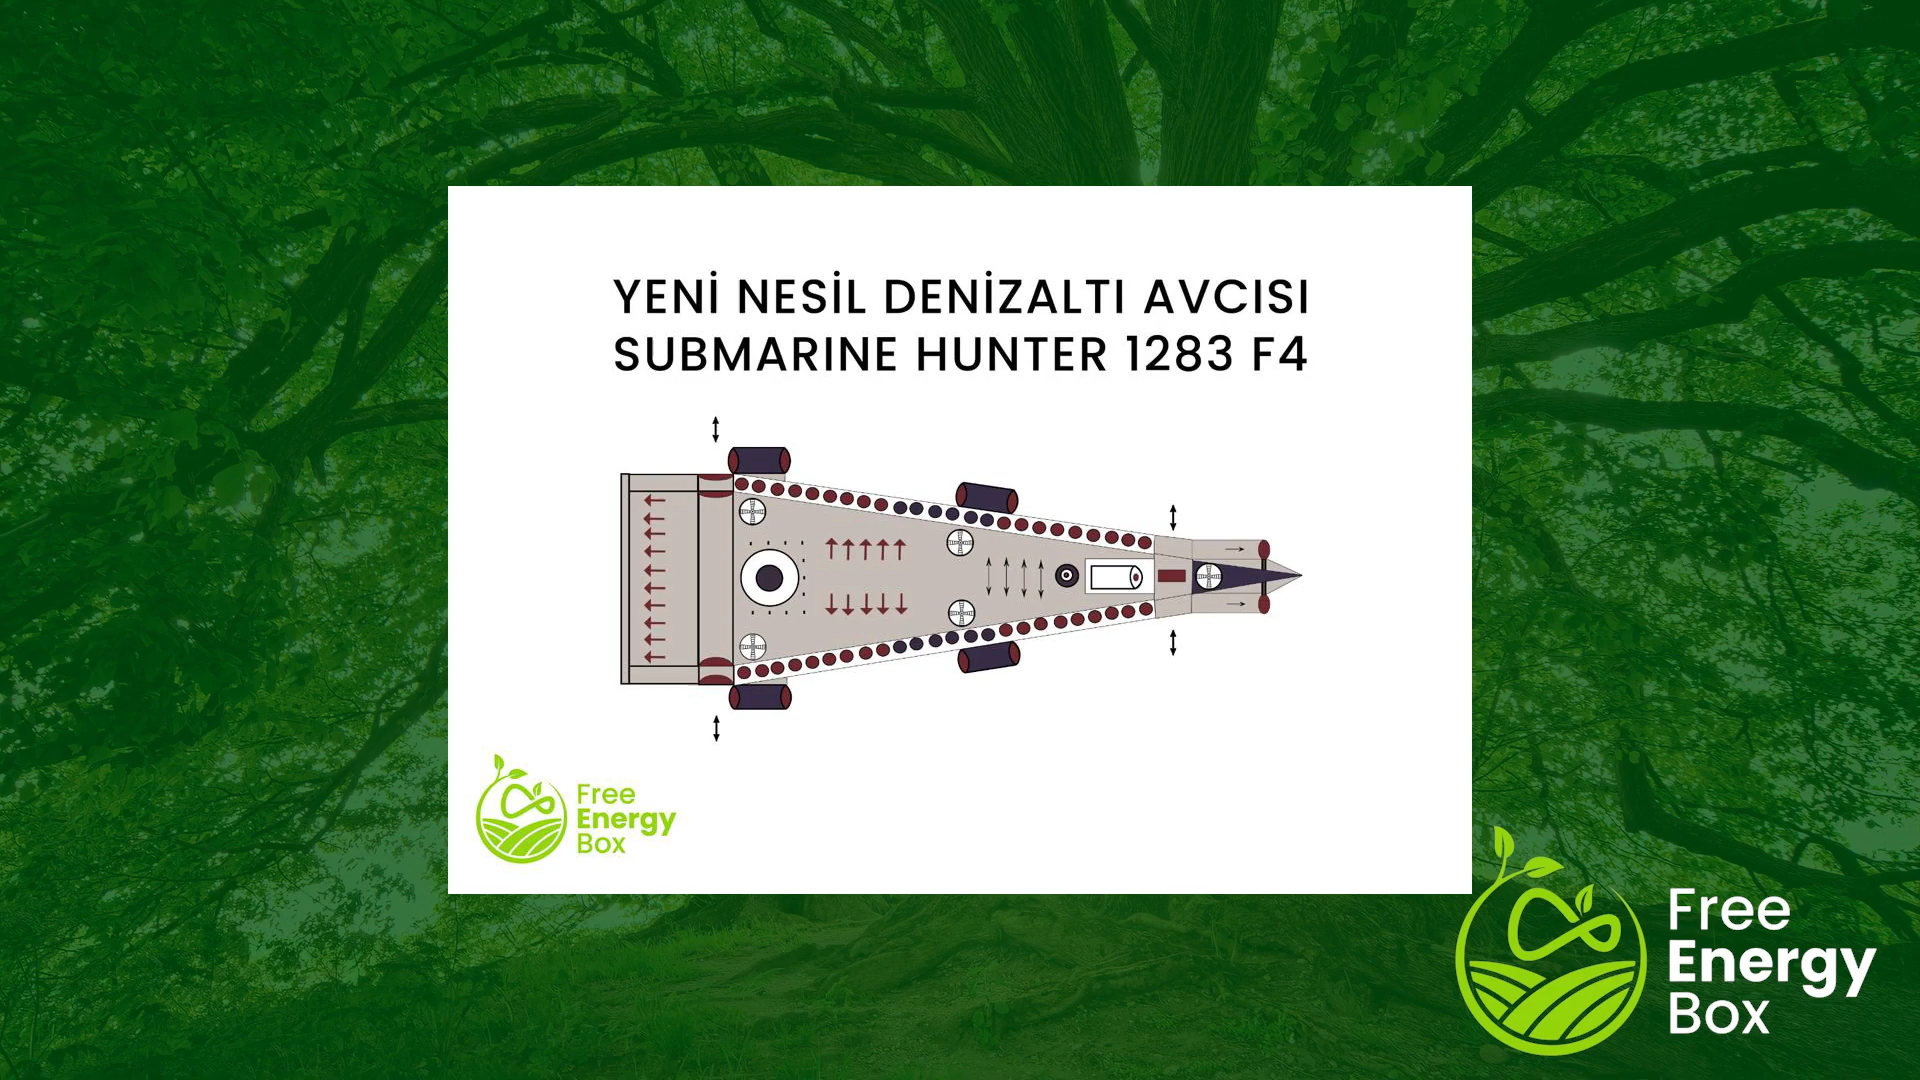 YENİ NESİL DENİZALTI AVCISI
SUBMARINE HUNTER 1283 F4
Free
Energy
Box
Free
Energy
Box